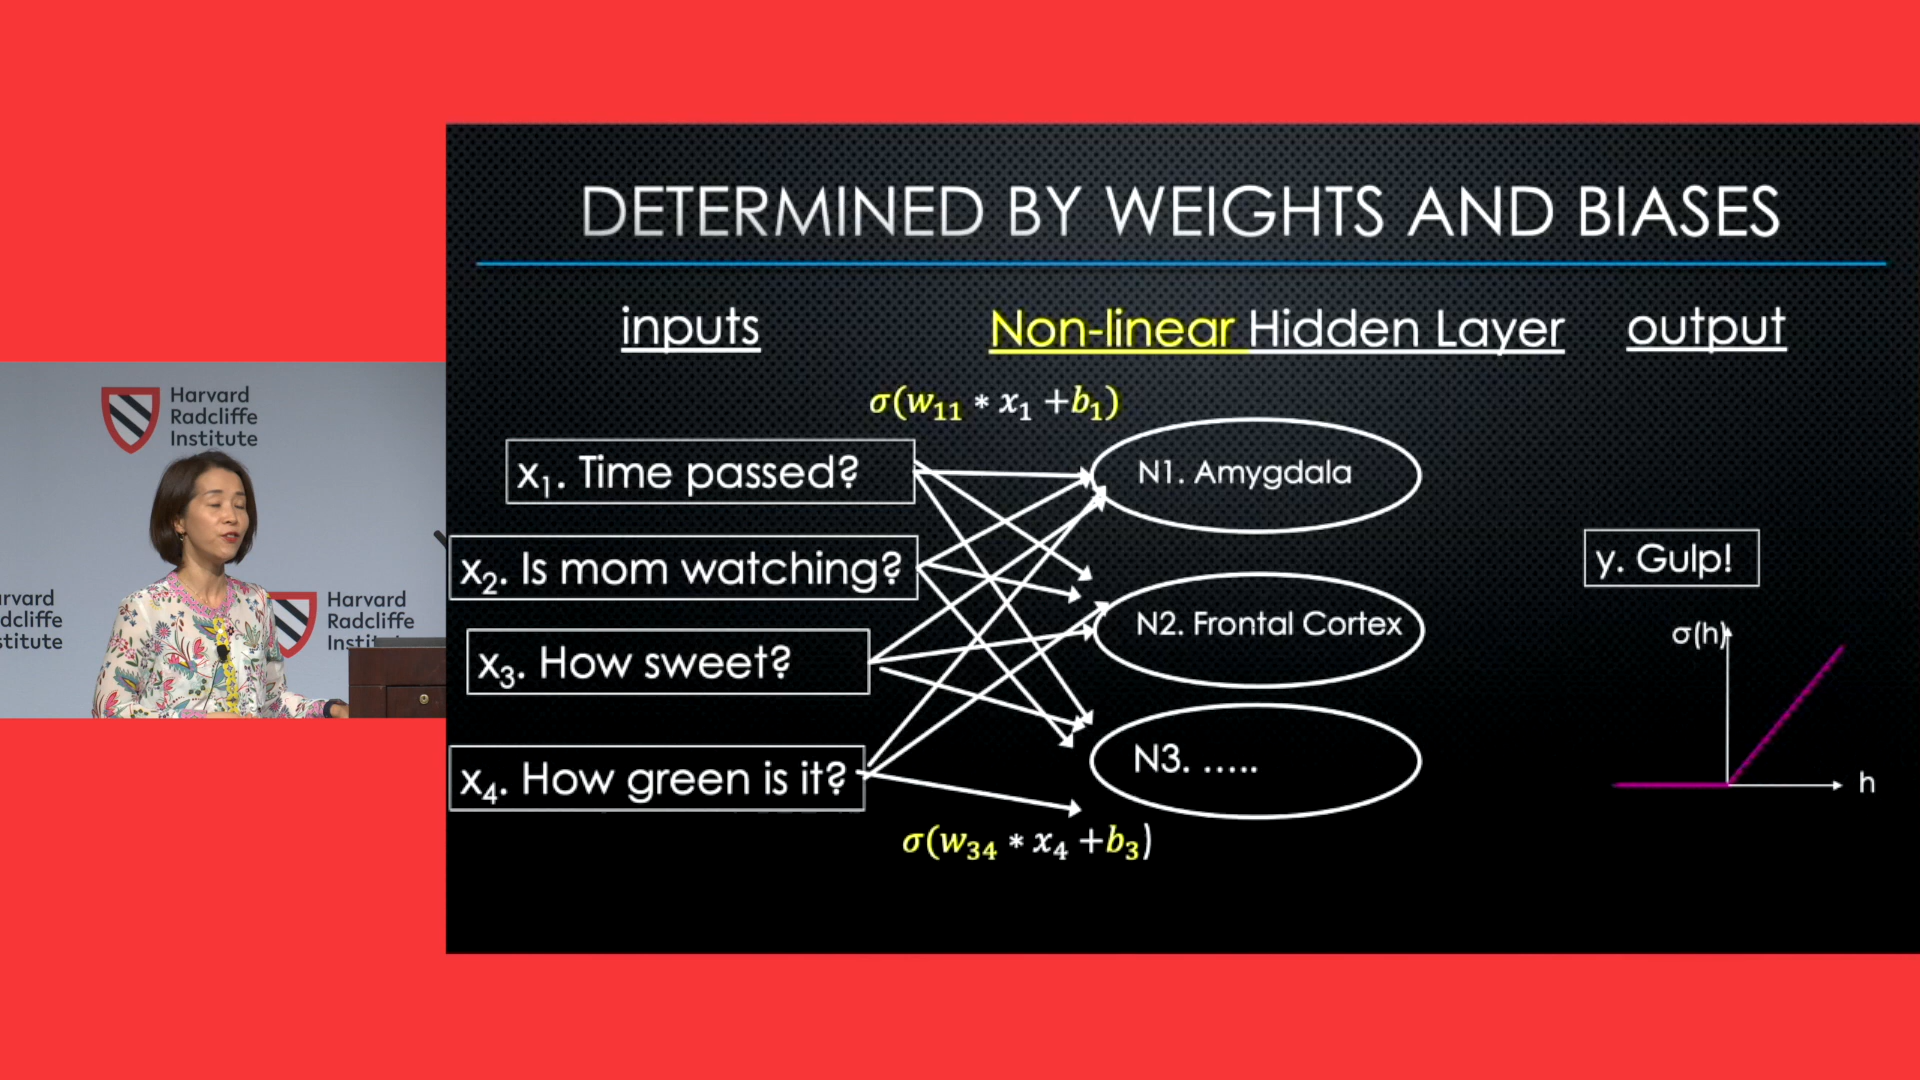 DETERMINED BY WEIGHTS AND BIASES
inputs
Non-linear Hidden Layer
output
σ(w₁₁ * x₁ +b₁)
x₁. Time passed?
x₂. Is mom watching?
x₃. How sweet?
x₄. How green is it?
N1. Amygdala
N2. Frontal Cortex
N3. .....
σ(w₃₄ * x₄ +b₃)
y. Gulp!
σ(h)
h
Harvard
Radcliffe
Institute
rvard
dcliffe
stitute
Harvard
Radcliffe
Instit